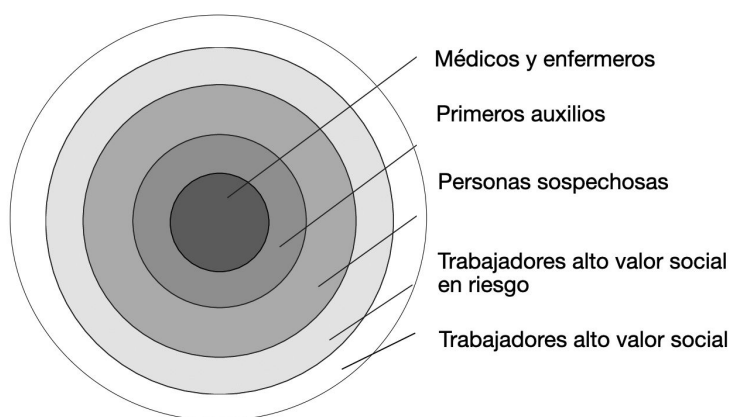 Médicos y enfermeros
Primeros auxilios
Personas sospechosas
Trabajadores alto valor social
en riesgo
Trabajadores alto valor social